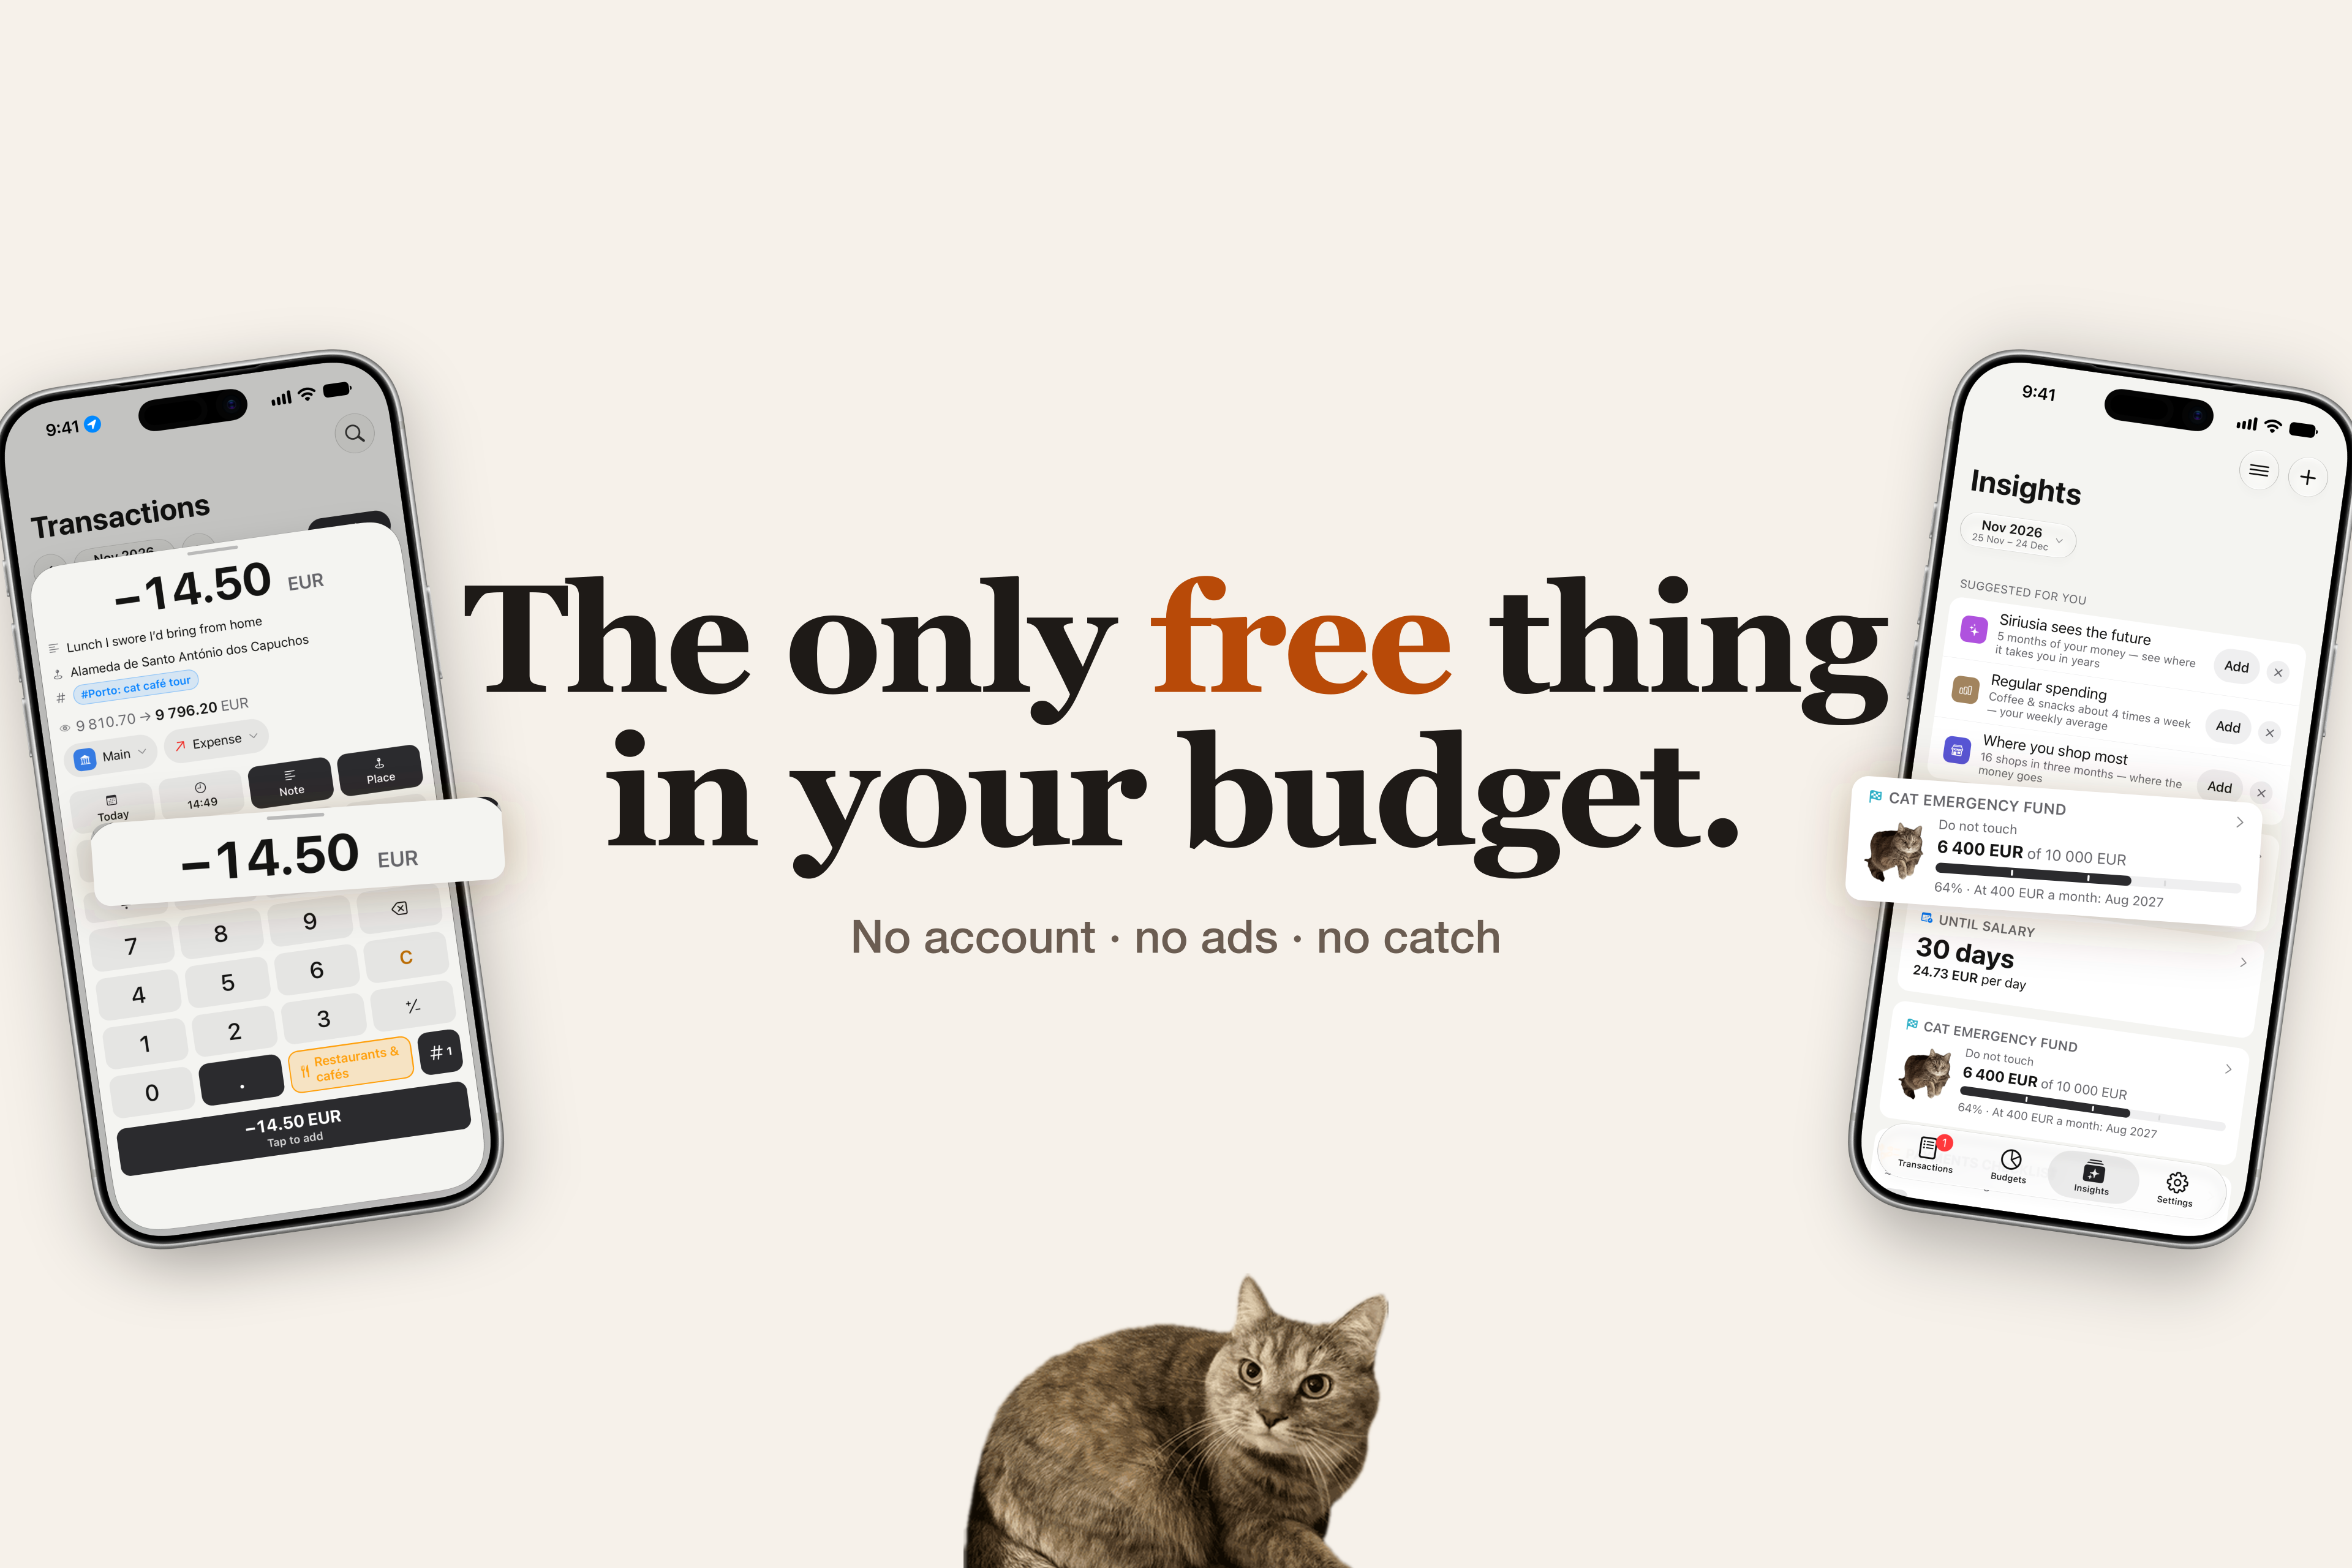 9:41
Transactions
Nov 2026
−14.50 EUR
Lunch I swore I'd bring from home
Alameda de Santo António dos Capuchos
# #Porto: cat café tour
9 810.70 → 9 796.20 EUR
Main
Expense
Today
14:49
Note
Place
−14.50 EUR
7 8 9
4 5 6 C
1 2 3 +/-
0 . Restaurants &
cafés
# 1
−14.50 EUR
Tap to add
The only free thing
in your budget.
No account · no ads · no catch
9:41
Insights
Nov 2026
25 Nov – 24 Dec
SUGGESTED FOR YOU
Siriusia sees the future
5 months of your money — see where
it takes you in years
Add
Regular spending
Coffee & snacks about 4 times a week
— your weekly average
Add
Where you shop most
16 shops in three months — where the
money goes
Add
CAT EMERGENCY FUND
Do not touch
6 400 EUR of 10 000 EUR
64% · At 400 EUR a month: Aug 2027
UNTIL SALARY
30 days
24.73 EUR per day
CAT EMERGENCY FUND
Do not touch
6 400 EUR of 10 000 EUR
64% · At 400 EUR a month: Aug 2027
1
Transactions
Budgets
Insights
Settings